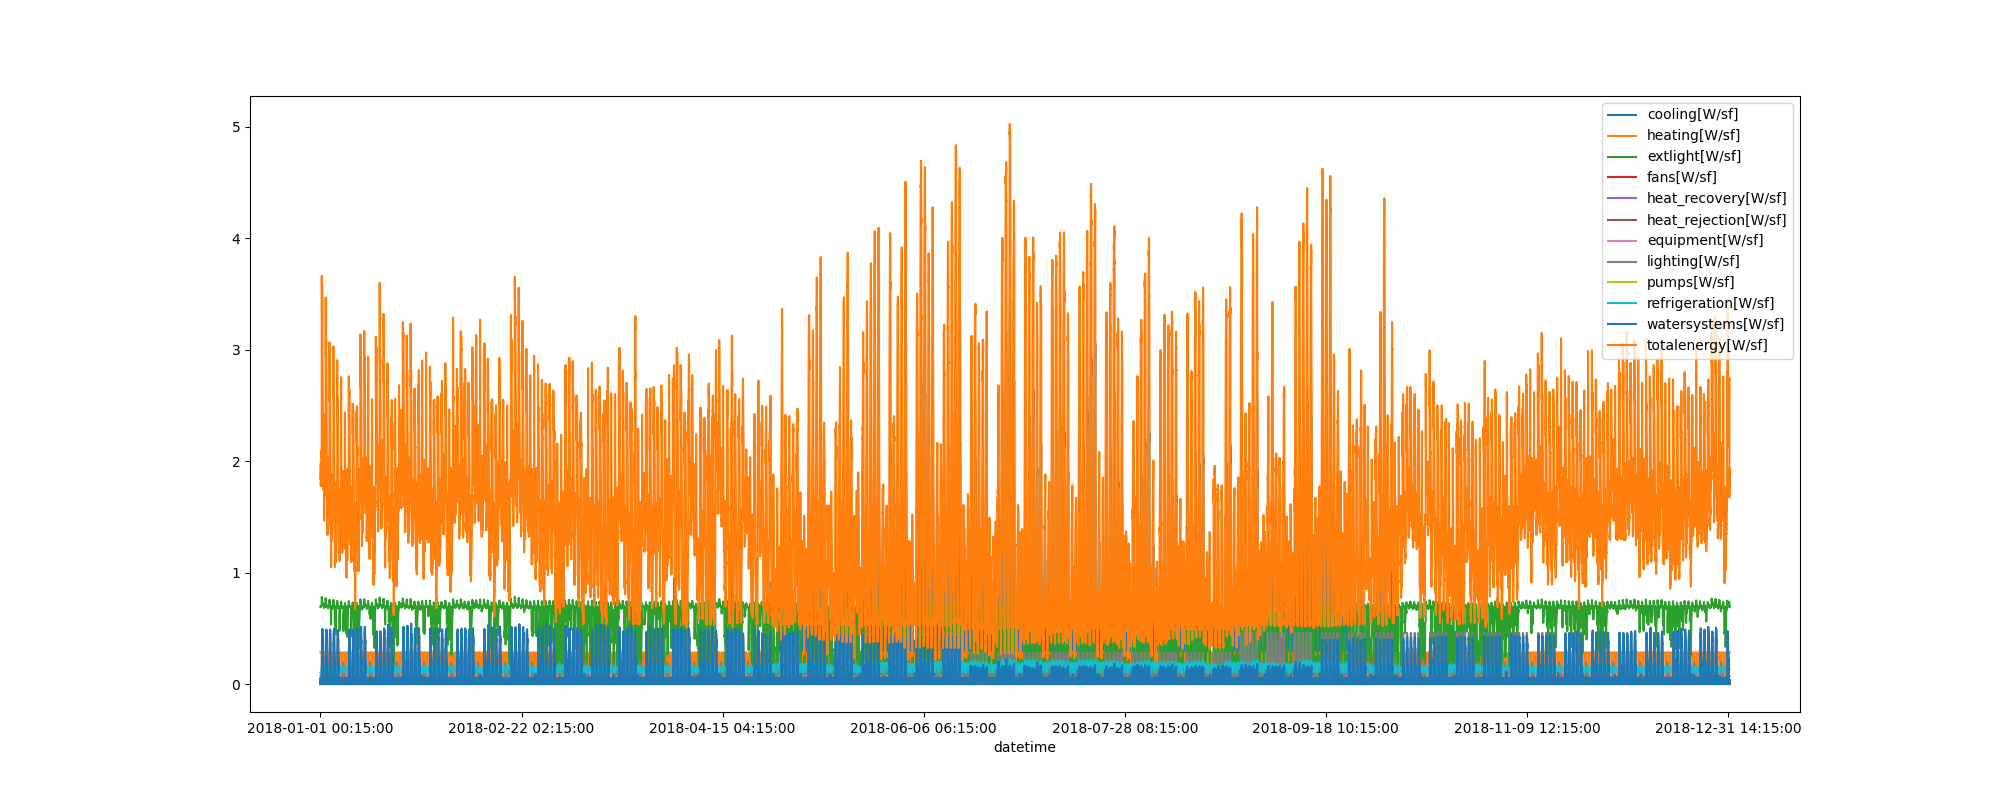 5
4
3
2
1
0
cooling[W/sf]
heating[W/sf]
extlight[W/sf]
fans[W/sf]
heat_recovery[W/sf]
heat_rejection[W/sf]
equipment[W/sf]
lighting[W/sf]
pumps[W/sf]
refrigeration[W/sf]
watersystems[W/sf]
totalenergy[W/sf]
2018-01-01 00:15:00 2018-02-22 02:15:00 2018-04-15 04:15:00 2018-06-06 06:15:00 2018-07-28 08:15:00 2018-09-18 10:15:00 2018-11-09 12:15:00 2018-12-31 14:15:00
datetime